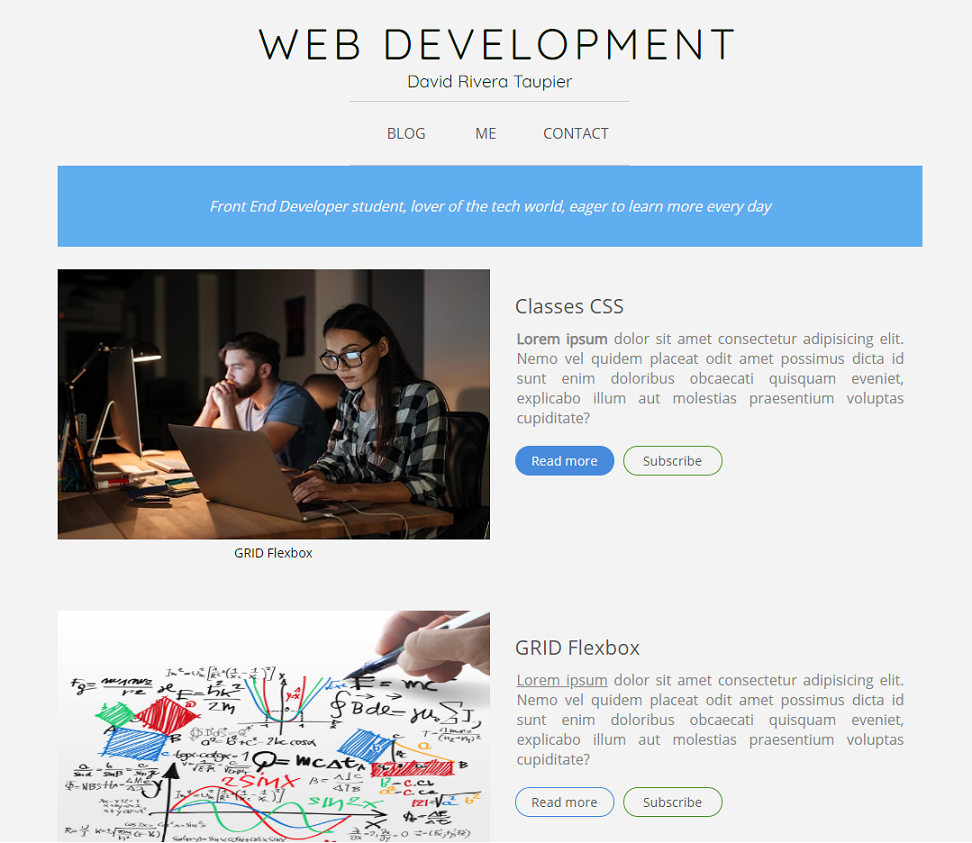 WEB DEVELOPMENT
David Rivera Taupier
BLOG ME CONTACT
Front End Developer student, lover of the tech world, eager to learn more every day
Classes CSS
Lorem ipsum dolor sit amet consectetur adipisicing elit.
Nemo vel quidem placeat odit amet possimus dicta id
sunt enim doloribus obcaecati quisquam eveniet,
explicabo illum aut molestias praesentium voluptas
cupiditate?
Read more Subscribe
GRID Flexbox
GRID Flexbox
Lorem ipsum dolor sit amet consectetur adipisicing elit.
Nemo vel quidem placeat odit amet possimus dicta id
sunt enim doloribus obcaecati quisquam eveniet,
explicabo illum aut molestias praesentium voluptas
cupiditate?
Read more Subscribe
E = mc
Q = mcΔt
2sinx
sin2x